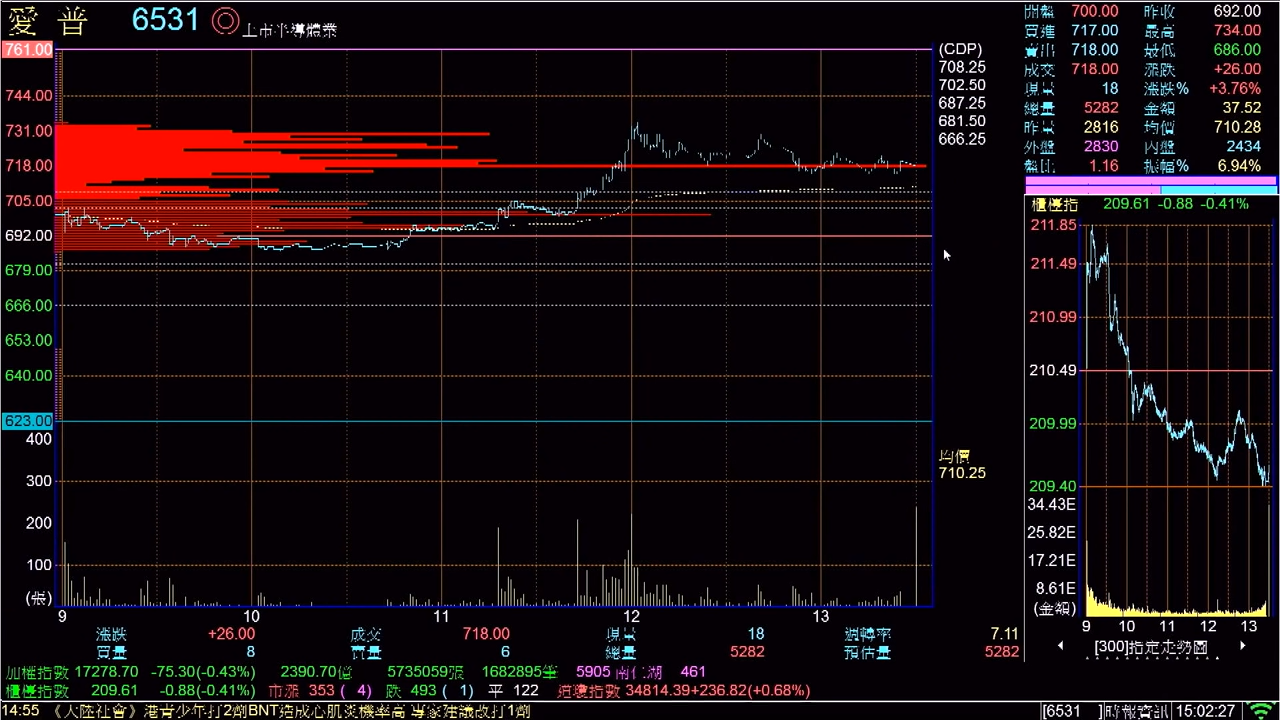 愛普 6531 ◎ 上市半導體業
761.00
744.00
731.00
718.00
705.00
692.00
679.00
666.00
653.00
640.00
623.00
400
300
200
100
(張)
9 10 11 12 13
(CDP)
708.25
702.50
687.25
681.50
666.25
均價
710.25
開盤 700.00 昨收 692.00
買進 717.00 最高 734.00
賣出 718.00 最低 686.00
成交 718.00 漲跌 +26.00
現量 18 漲跌% +3.76%
總量 5282 金額 37.52
昨量 2816 均價 710.28
外盤 2830 內盤 2434
盤比 1.16 振幅% 6.94%
櫃檯指 209.61 -0.88 -0.41%
211.85
211.49
210.99
210.49
209.99
209.40
34.43E
25.82E
17.21E
8.61E
(金額)
9 10 11 12 13
[300]指定走勢圖
漲跌 +26.00 成交 718.00 現量 18 週轉率 7.11
買量 8 賣量 6 總量 5282 預估量 5282
加權指數 17278.70 -75.30(-0.43%) 2390.70億 5735059張 1682895筆 5905 南仁湖 461
櫃檯指數 209.61 -0.88(-0.41%) 市漲 353 ( 4) 跌 493 ( 1) 平 122 道瓊指數 34814.39+236.82(+0.68%)
14:55 《大陸社會》港青少年打2劑BNT造成心肌炎機率高 專家建議改打1劑 [6531 ]時報資訊 15:02:27